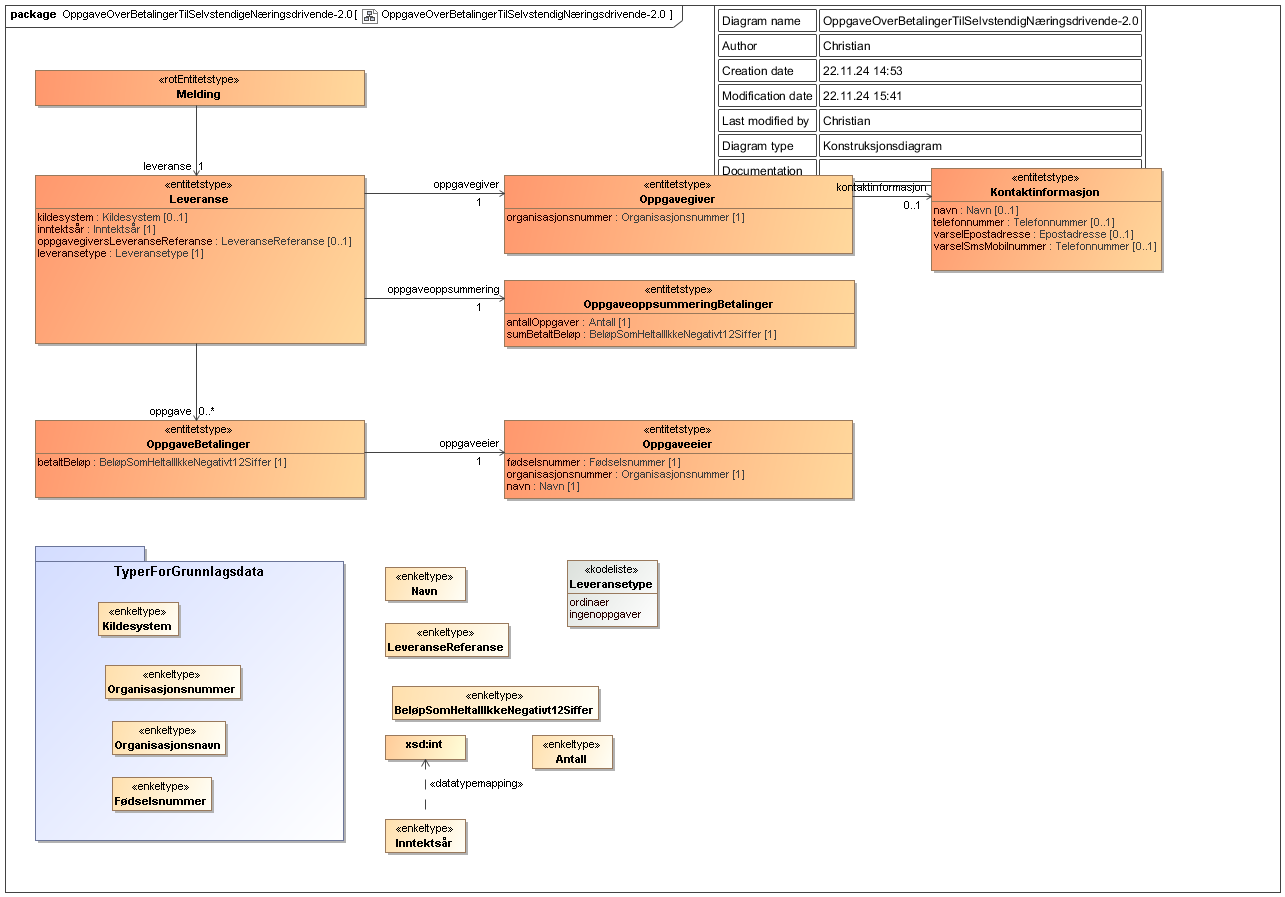 package OppgaveOverBetalingerTilSelvstendigeNæringsdrivende-2.0[ OppgaveOverBetalingerTilSelvstendigNæringsdrivende-2.0 ]
Diagram name OppgaveOverBetalingerTilSelvstendigNæringsdrivende-2.0
Author Christian
Creation date 22.11.24 14:53
Modification date 22.11.24 15:41
Last modified by Christian
Diagram type Konstruksjonsdiagram
Documentation
«rotEntitetstype»
Melding
leveranse 1
«entitetstype»
Leveranse
kildesystem : Kildesystem [0..1]
inntektsår : Inntektsår [1]
oppgavegiversLeveranseReferanse : LeveranseReferanse [0..1]
leveransetype : Leveransetype [1]
oppgavegiver
1
«entitetstype»
Oppgavegiver
organisasjonsnummer : Organisasjonsnummer [1]
kontaktinformasjon
0..1
«entitetstype»
Kontaktinformasjon
navn : Navn [0..1]
telefonnummer : Telefonnummer [0..1]
varselEpostadresse : Epostadresse [0..1]
varselSmsMobilnummer : Telefonnummer [0..1]
oppgaveoppsummering
1
«entitetstype»
OppgaveoppsummeringBetalinger
antallOppgaver : Antall [1]
sumBetaltBeløp : BeløpSomHeltallIkkeNegativt12Siffer [1]
oppgave 0..*
«entitetstype»
OppgaveBetalinger
betaltBeløp : BeløpSomHeltallIkkeNegativt12Siffer [1]
oppgaveeier
1
«entitetstype»
Oppgaveeier
fødselsnummer : Fødselsnummer [1]
organisasjonsnummer : Organisasjonsnummer [1]
navn : Navn [1]
TyperForGrunnlagsdata
«enkeltype»
Kildesystem
«enkeltype»
Organisasjonsnummer
«enkeltype»
Organisasjonsnavn
«enkeltype»
Fødselsnummer
«enkeltype»
Navn
«enkeltype»
LeveranseReferanse
«kodeliste»
Leveransetype
ordinaer
ingenoppgaver
«enkeltype»
BeløpSomHeltallIkkeNegativt12Siffer
xsd:int
«enkeltype»
Antall
«datatypemapping»
«enkeltype»
Inntektsår